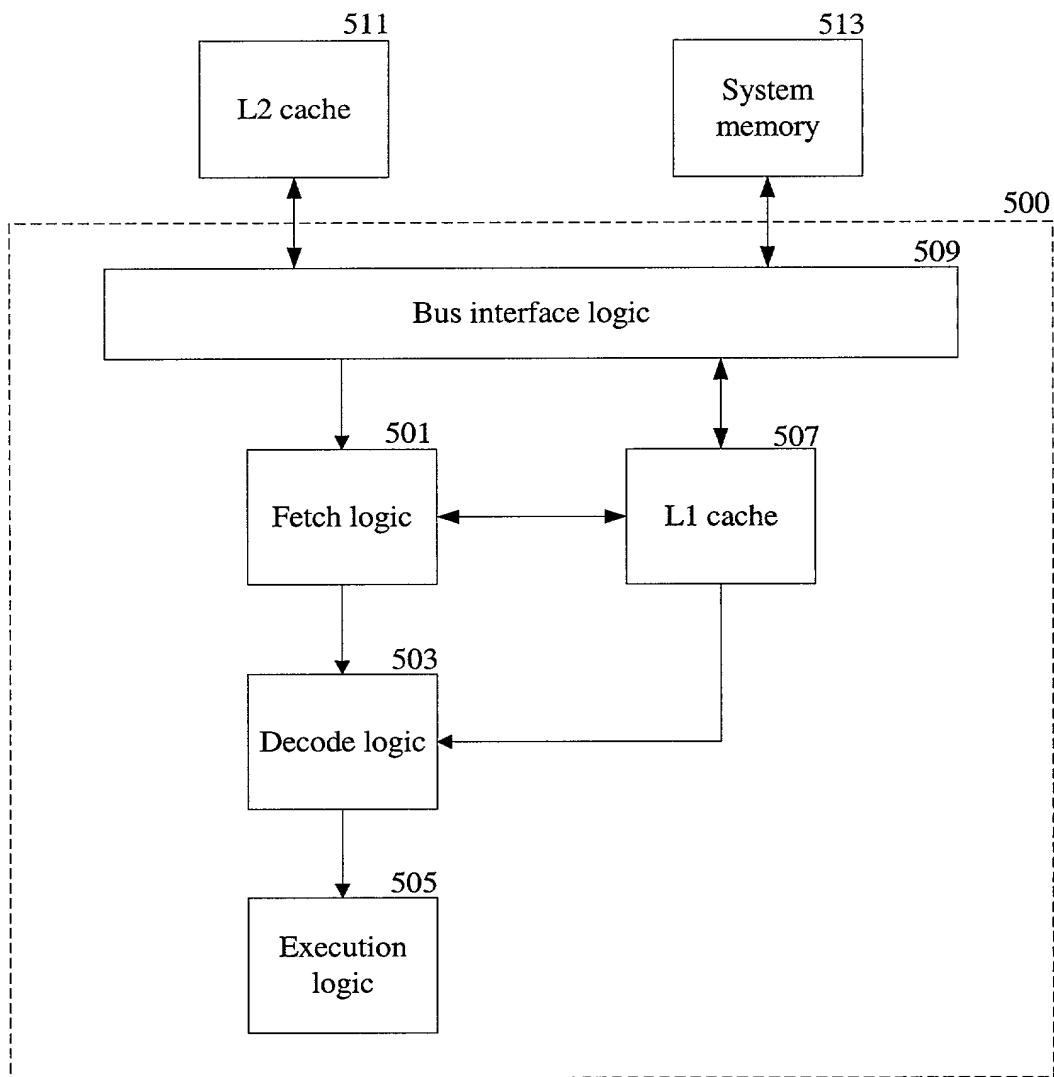 511
L2 cache
513
System
memory
500
509
Bus interface logic
501
Fetch logic
507
L1 cache
503
Decode logic
505
Execution
logic